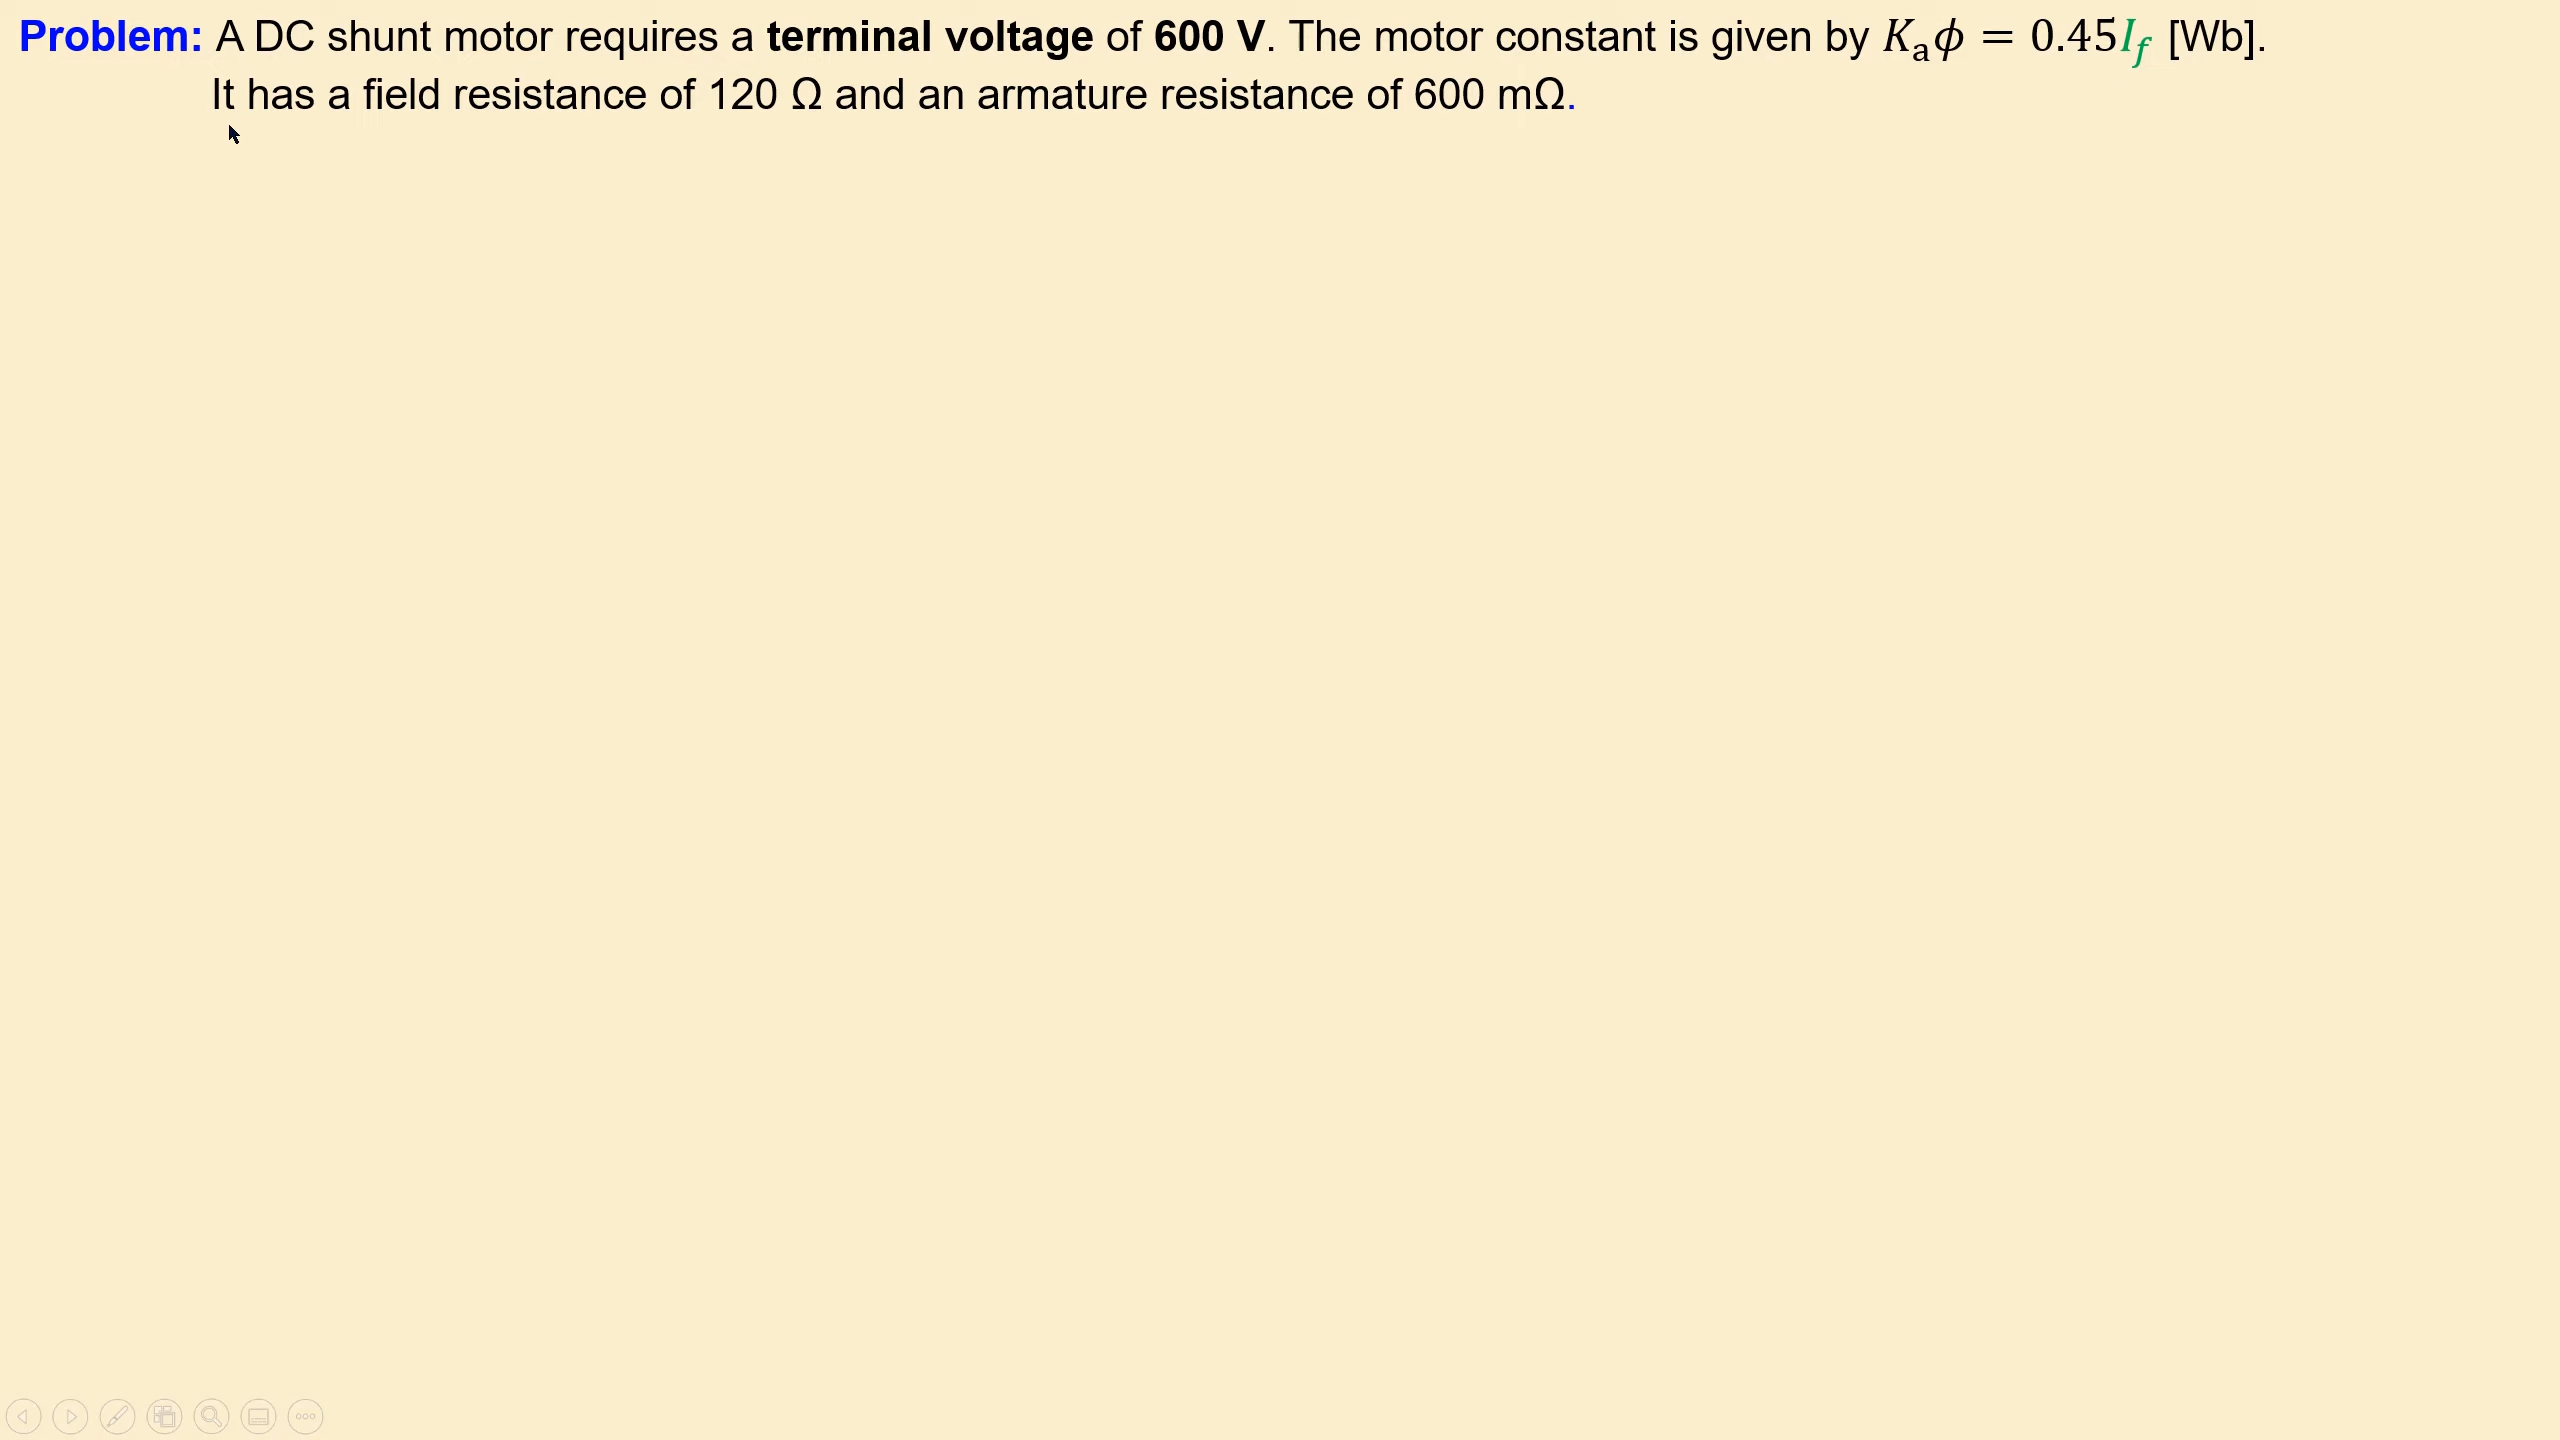 Problem: A DC shunt motor requires a terminal voltage of 600 V. The motor constant is given by Kₐϕ = 0.45I_f [Wb].
It has a field resistance of 120 Ω and an armature resistance of 600 mΩ.